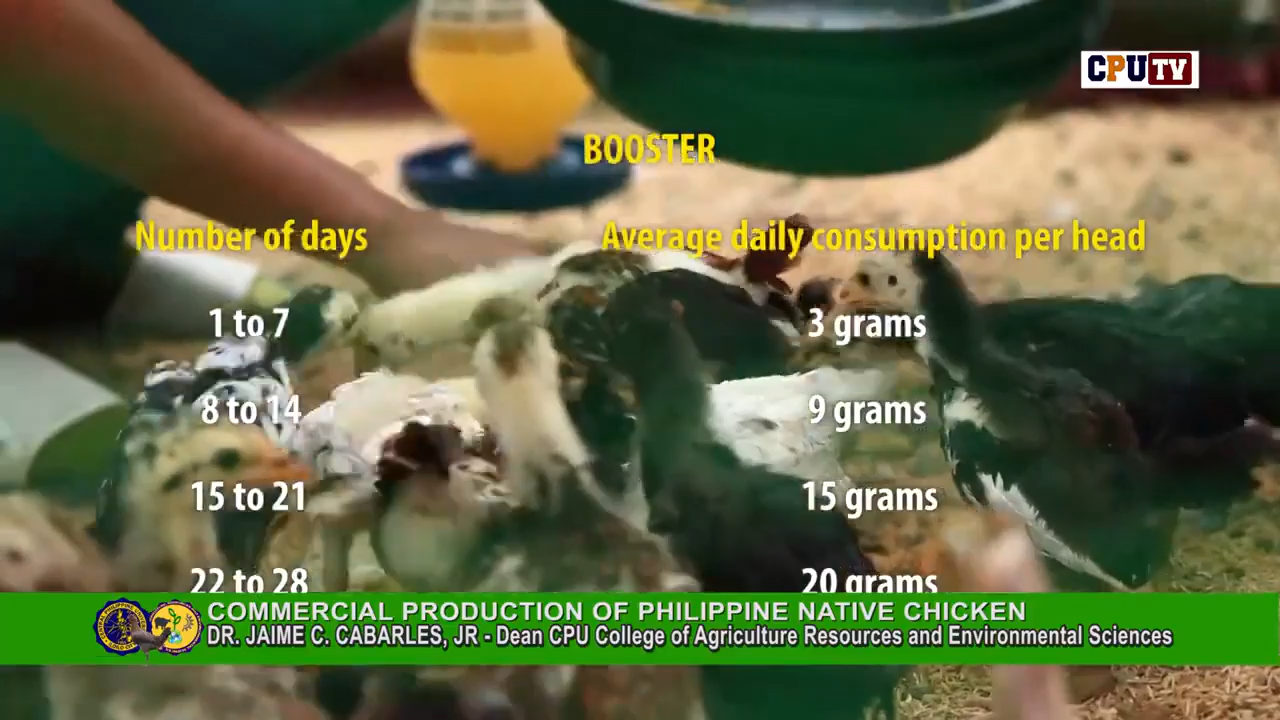 CPUTV
BOOSTER
Number of days Average daily consumption per head
1 to 7 3 grams
8 to 14 9 grams
15 to 21 15 grams
22 to 28 20 grams
COMMERCIAL PRODUCTION OF PHILIPPINE NATIVE CHICKEN
DR. JAIME C. CABARLES, JR - Dean CPU College of Agriculture Resources and Environmental Sciences